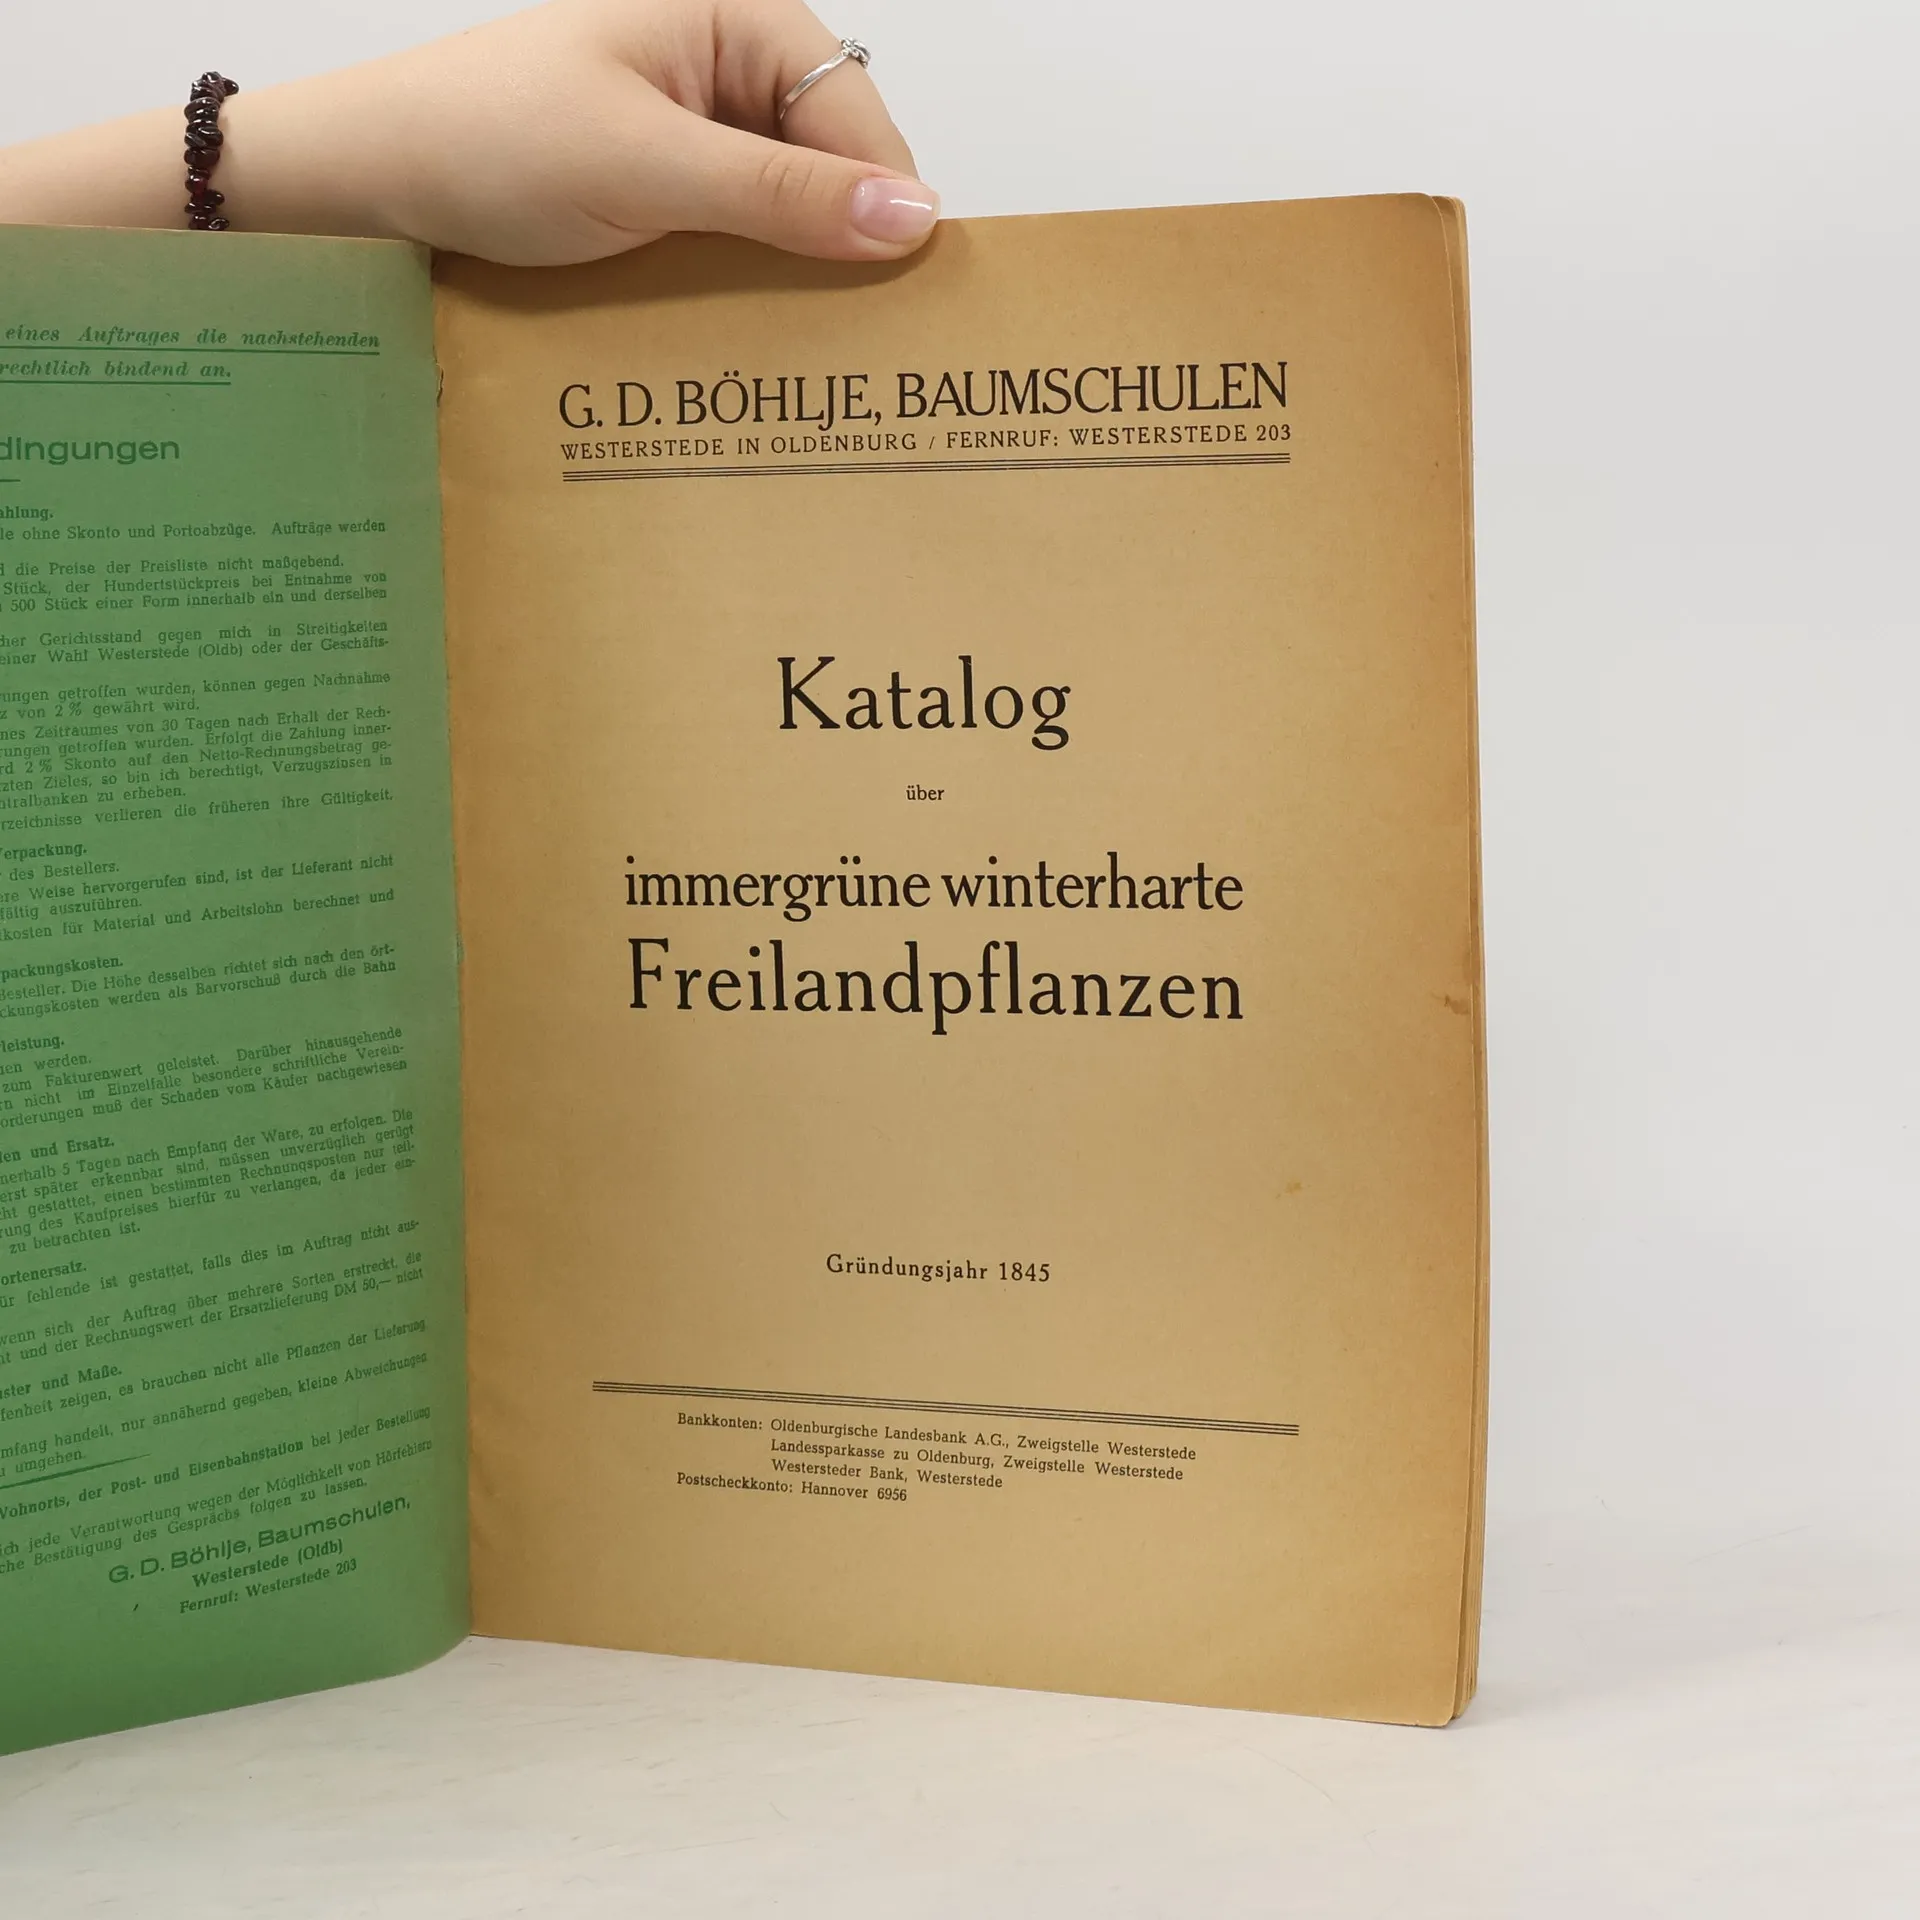 eines Auftrages die nachstehenden
rechtlich bindend an.
dingungen
ahlung.
le ohne Skonto und Portoabzüge. Aufträge werden
d die Preise der Preisliste nicht maßgebend.
Stück, der Hundertstückpreis bei Entnahme von
500 Stück einer Form innerhalb ein und derselben
cher Gerichtsstand gegen mich in Streitigkeiten
einer Wahl Westerstede (Oldb) oder der Geschäfts-
ungen getroffen wurden, können gegen Nachnahme
z von 2 % gewährt wird.
nes Zeitraumes von 30 Tagen nach Erhalt der Rech-
rungen getroffen wurden. Erfolgt die Zahlung inner-
rd 2 % Skonto auf den Netto-Rechnungsbetrag ge-
zten Zieles, so bin ich berechtigt, Verzugszinsen in
ntralbanken zu erheben.
rzeichnisse verlieren die früheren ihre Gültigkeit.
Verpackung.
des Bestellers.
ere Weise hervorgerufen sind, ist der Lieferant nicht
fältig auszuführen.
kosten für Material und Arbeitslohn berechnet und
packungskosten.
Besteller. Die Höhe desselben richtet sich nach den ört-
ckungskosten werden als Barvorschuß durch die Bahn
leistung.
nen werden.
zum Fakturenwert geleistet. Darüber hinausgehende
rn nicht im Einzelfalle besondere schriftliche Verein-
orderungen muß der Schaden vom Käufer nachgewiesen
den und Ersatz.
nerhalb 5 Tagen nach Empfang der Ware, zu erfolgen. Die
erst später erkennbar sind, müssen unverzüglich gerügt
cht gestattet, einen bestimmten Rechnungsposten nur teil-
rung des Kaufpreises hierfür zu verlangen, da jeder ein-
zu betrachten ist.
ortenersatz.
ür fehlende ist gestattet, falls dies im Auftrag nicht aus-
wenn sich der Auftrag über mehrere Sorten erstreckt, die
ht und der Rechnungswert der Ersatzlieferung DM 50,— nicht
uster und Maße.
fenheit zeigen, es brauchen nicht alle Pflanzen der Lieferung
mfang handelt, nur annähernd gegeben, kleine Abweichungen
u umgehen.
Wohnorts, der Post- und Eisenbahnstation bei jeder Bestellung
ich jede Verantwortung wegen der Möglichkeit von Hörfehlern
che Bestätigung des Gesprächs folgen zu lassen.
G. D. Böhlje, Baumschulen,
Westerstede (Oldb)
Fernruf: Westerstede 203
G. D. BÖHLJE, BAUMSCHULEN
WESTERSTEDE IN OLDENBURG / FERNRUF: WESTERSTEDE 203
Katalog
über
immergrüne winterharte
Freilandpflanzen
Gründungsjahr 1845
Bankkonten: Oldenburgische Landesbank A.G., Zweigstelle Westerstede
Landessparkasse zu Oldenburg, Zweigstelle Westerstede
Westersteder Bank, Westerstede
Postscheckkonto: Hannover 6956